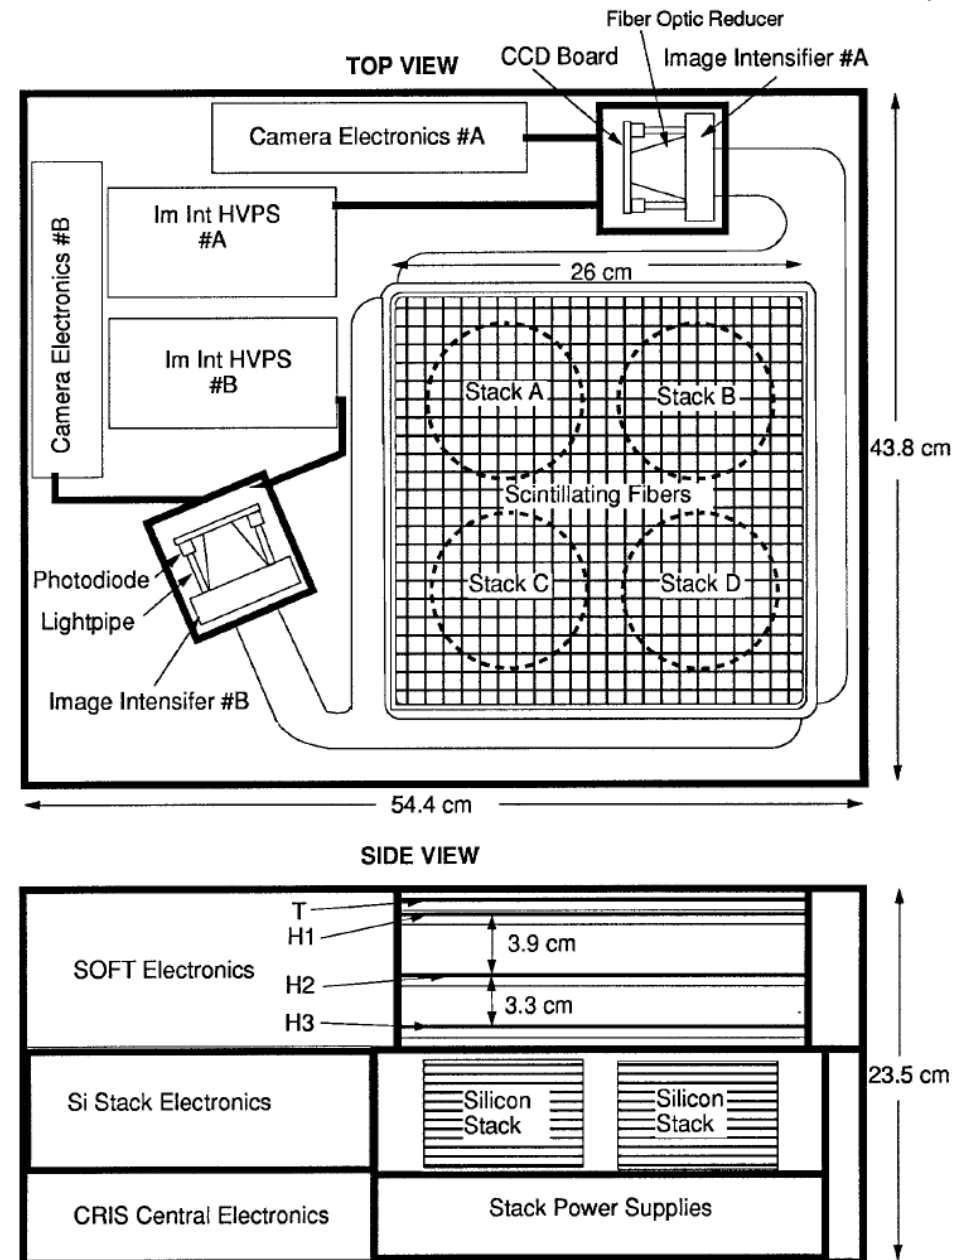 Fiber Optic Reducer
CCD Board
Image Intensifier #A
TOP VIEW
Camera Electronics #A
Camera Electronics #B
Im Int HVPS
#A
26 cm
Im Int HVPS
#B
Stack A
Stack B
43.8 cm
Scintillating Fibers
Photodiode
Stack C
Stack D
Lightpipe
Image Intensifer #B
54.4 cm
SIDE VIEW
T
H1
3.9 cm
SOFT Electronics
H2
3.3 cm
H3
23.5 cm
Si Stack Electronics
Silicon
Stack
Silicon
Stack
CRIS Central Electronics
Stack Power Supplies